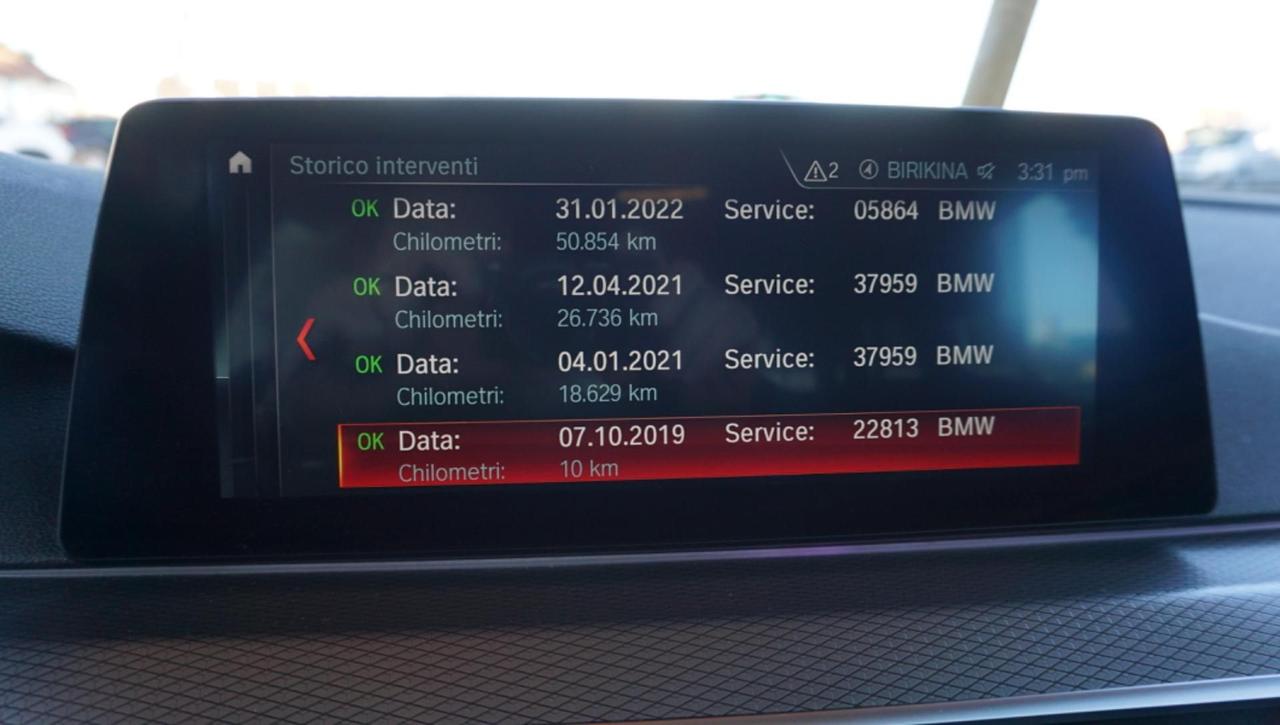 Storico interventi 2 BIRIKINA 3:31 pm
OK Data: 31.01.2022 Service: 05864 BMW
Chilometri: 50.854 km
OK Data: 12.04.2021 Service: 37959 BMW
Chilometri: 26.736 km
OK Data: 04.01.2021 Service: 37959 BMW
Chilometri: 18.629 km
OK Data: 07.10.2019 Service: 22813 BMW
Chilometri: 10 km